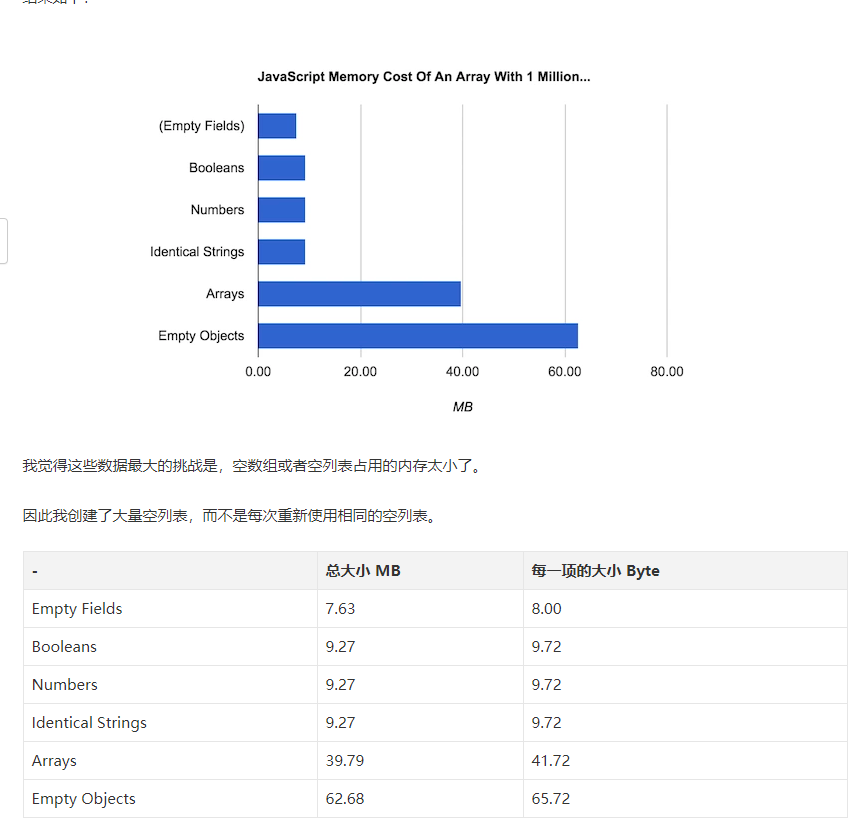 JavaScript Memory Cost Of An Array With 1 Million...
(Empty Fields)
Booleans
Numbers
Identical Strings
Arrays
Empty Objects
0.00 20.00 40.00 60.00 80.00
MB
我觉得这些数据最大的挑战是，空数组或者空列表占用的内存太小了。
因此我创建了大量空列表，而不是每次重新使用相同的空列表。
- 总大小 MB 每一项的大小 Byte
Empty Fields 7.63 8.00
Booleans 9.27 9.72
Numbers 9.27 9.72
Identical Strings 9.27 9.72
Arrays 39.79 41.72
Empty Objects 62.68 65.72